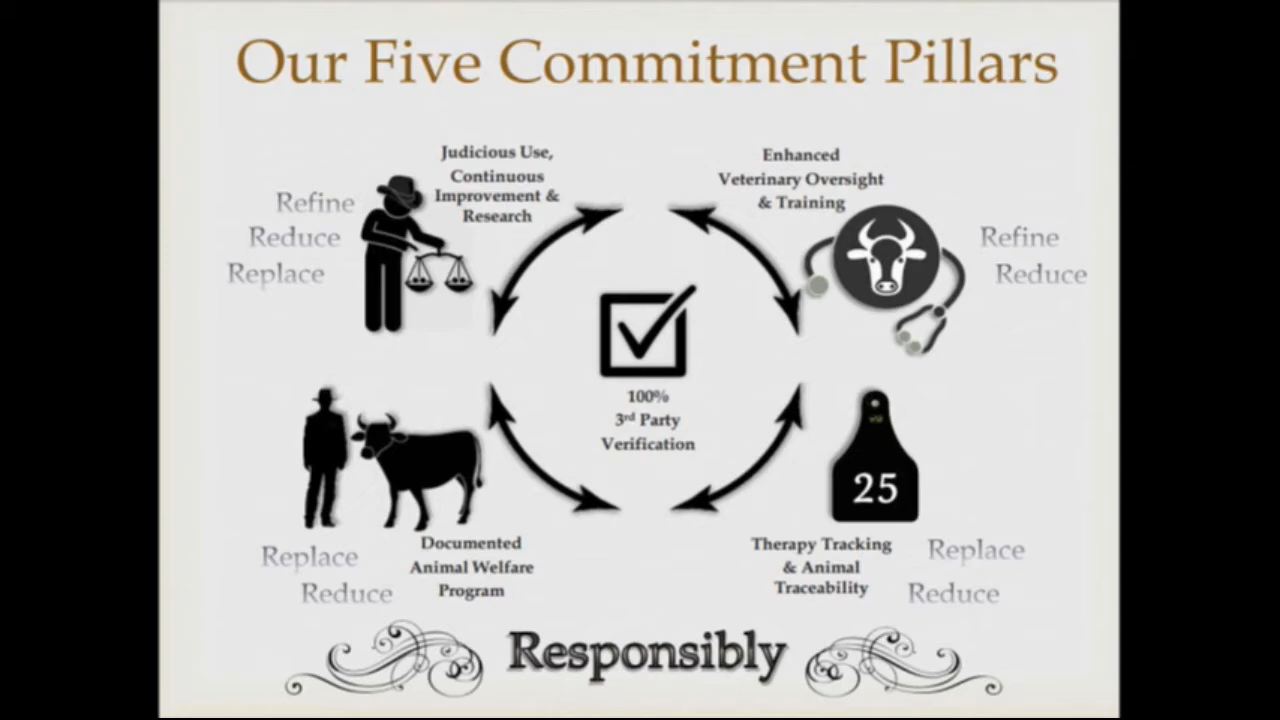 Our Five Commitment Pillars
Judicious Use,
Continuous
Improvement &
Research
Enhanced
Veterinary Oversight
& Training
Refine
Reduce
Replace
Refine
Reduce
100%
3rd Party
Verification
25
Documented
Animal Welfare
Program
Replace
Reduce
Therapy Tracking
& Animal
Traceability
Replace
Reduce
Responsibly